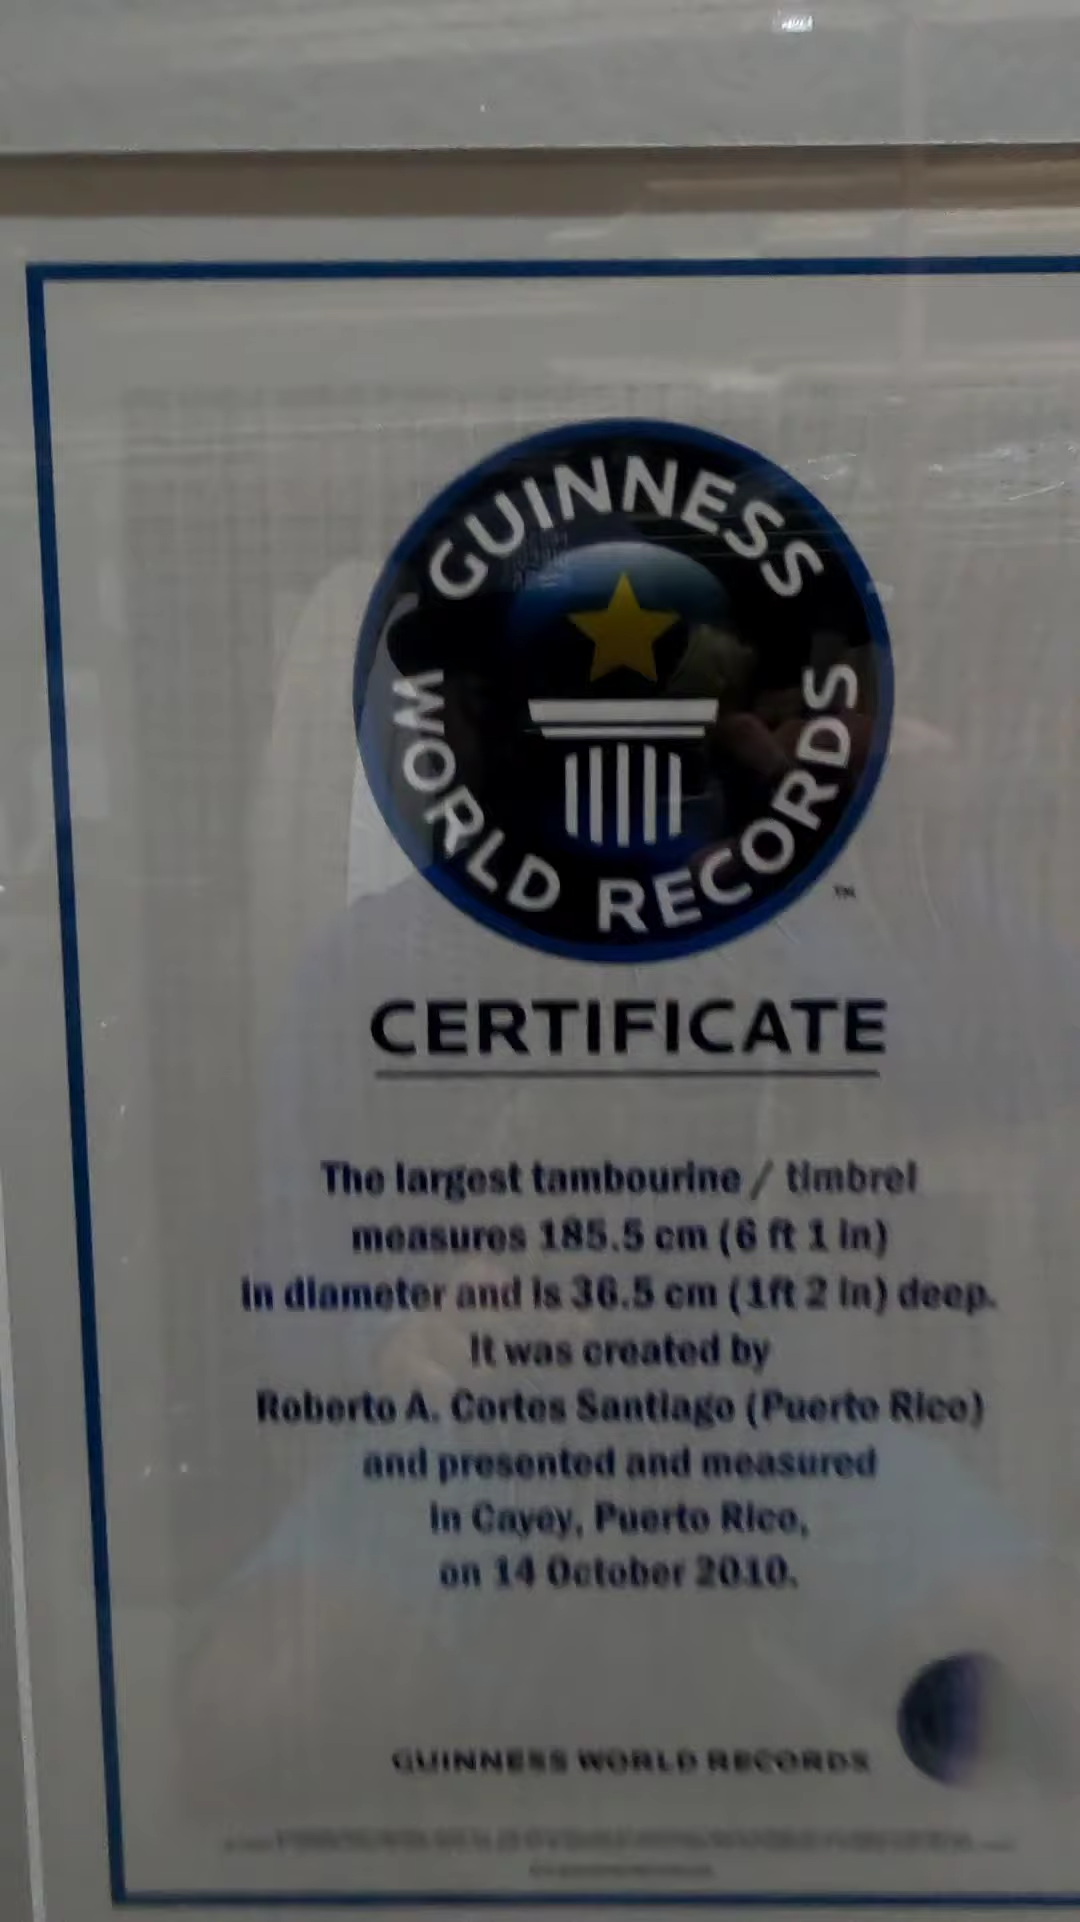 GUINNESS
WORLD RECORDS
™
CERTIFICATE
The largest tambourine / timbrel
measures 185.5 cm (6 ft 1 in)
in diameter and is 36.5 cm (1ft 2 in) deep.
It was created by
Roberto A. Cortes Santiago (Puerto Rico)
and presented and measured
in Cayey, Puerto Rico,
on 14 October 2010.
GUINNESS WORLD RECORDS